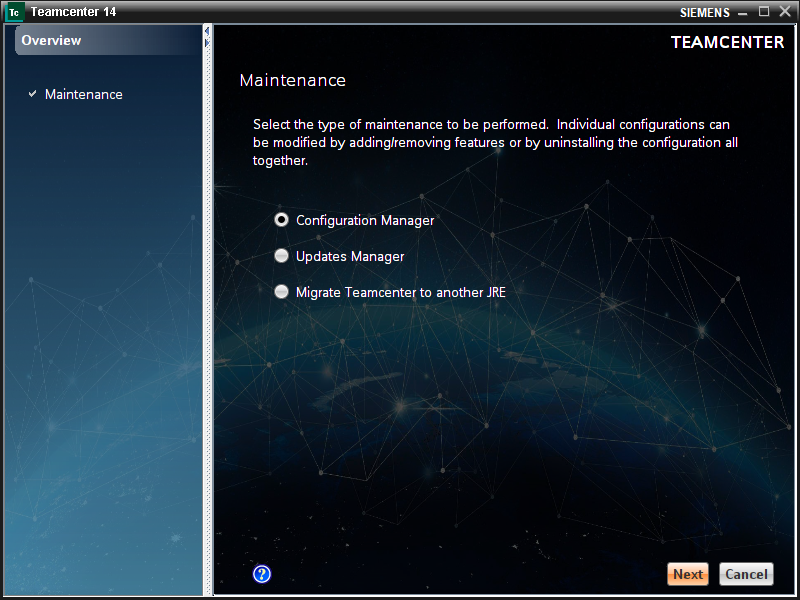 Tc Teamcenter 14
SIEMENS
Overview
Maintenance
TEAMCENTER
Maintenance
Select the type of maintenance to be performed. Individual configurations can
be modified by adding/removing features or by uninstalling the configuration all
together.
Configuration Manager
Updates Manager
Migrate Teamcenter to another JRE
?
Next
Cancel